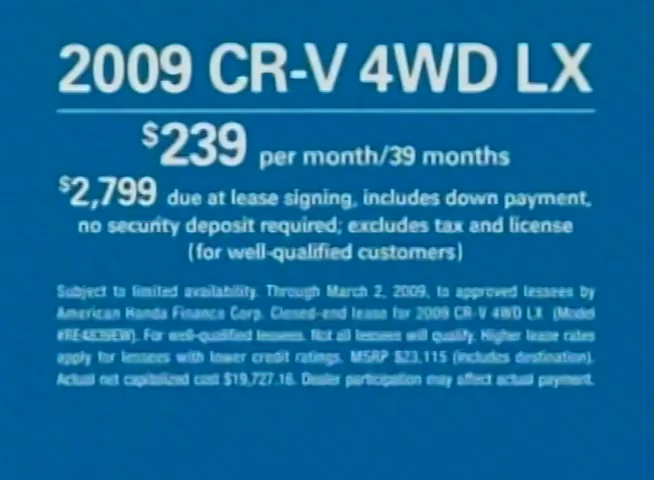 2009 CR-V 4WD LX
$239 per month/39 months
$2,799 due at lease signing, includes down payment,
no security deposit required; excludes tax and license
(for well-qualified customers)
Subject to limited availability. Through March 2, 2009, to approved lessees by
American Honda Finance Corp. Closed-end lease for 2009 CR-V 4WD LX (Model
For well-qualified lessees. Not all lessees will qualify. Higher lease rates
apply for lessees with lower credit ratings. MSRP $23,115 (includes destination).
Actual net capitalized cost $19,727.16. Dealer participation may affect actual payment.